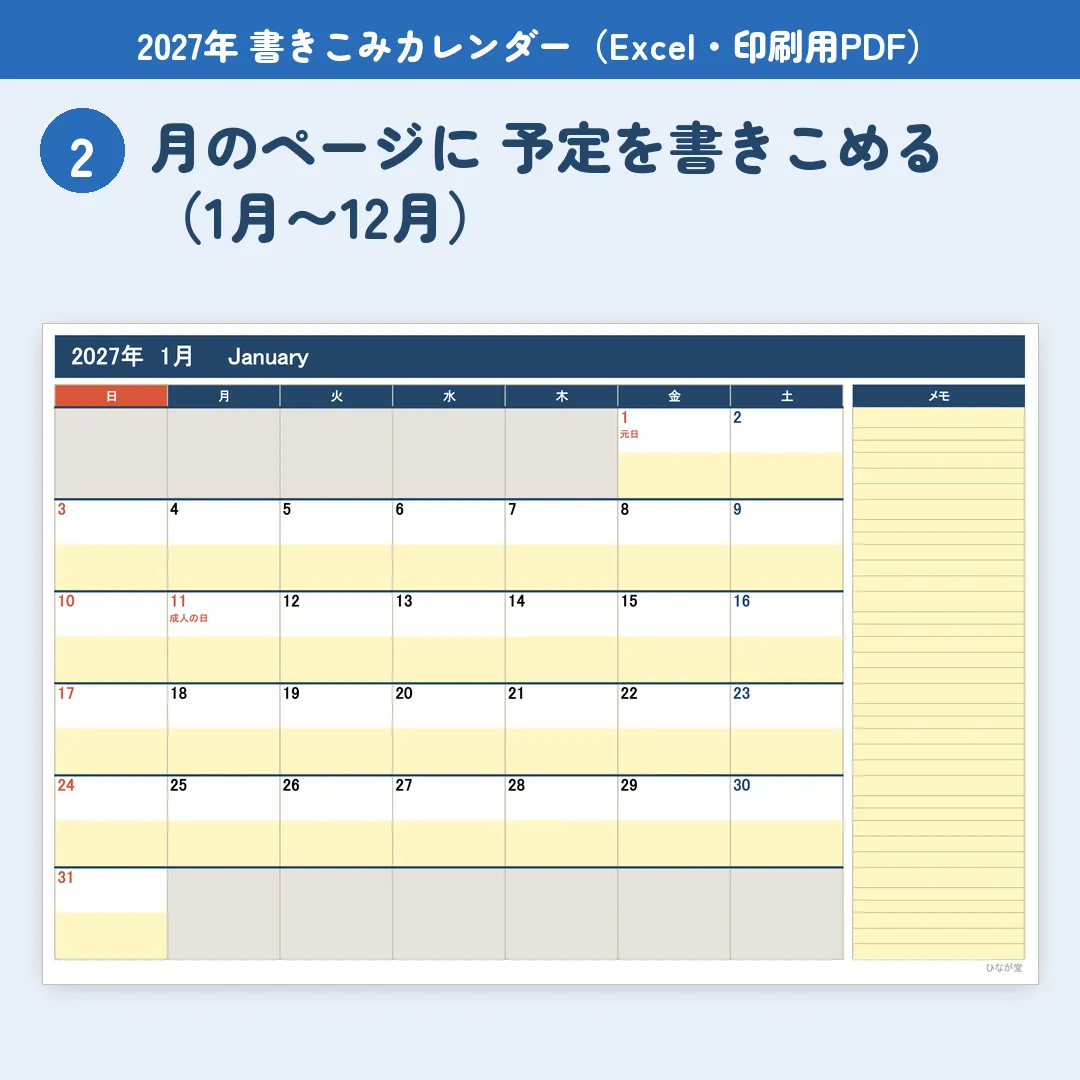 2027年 書きこみカレンダー（Excel・印刷用PDF）
2 月のページに 予定を書きこめる
（1月～12月）
2027年 1月 January
日 月 火 水 木 金 土 メモ
1 2
元日
3 4 5 6 7 8 9
10 11 12 13 14 15 16
成人の日
17 18 19 20 21 22 23
24 25 26 27 28 29 30
31
ひなが堂